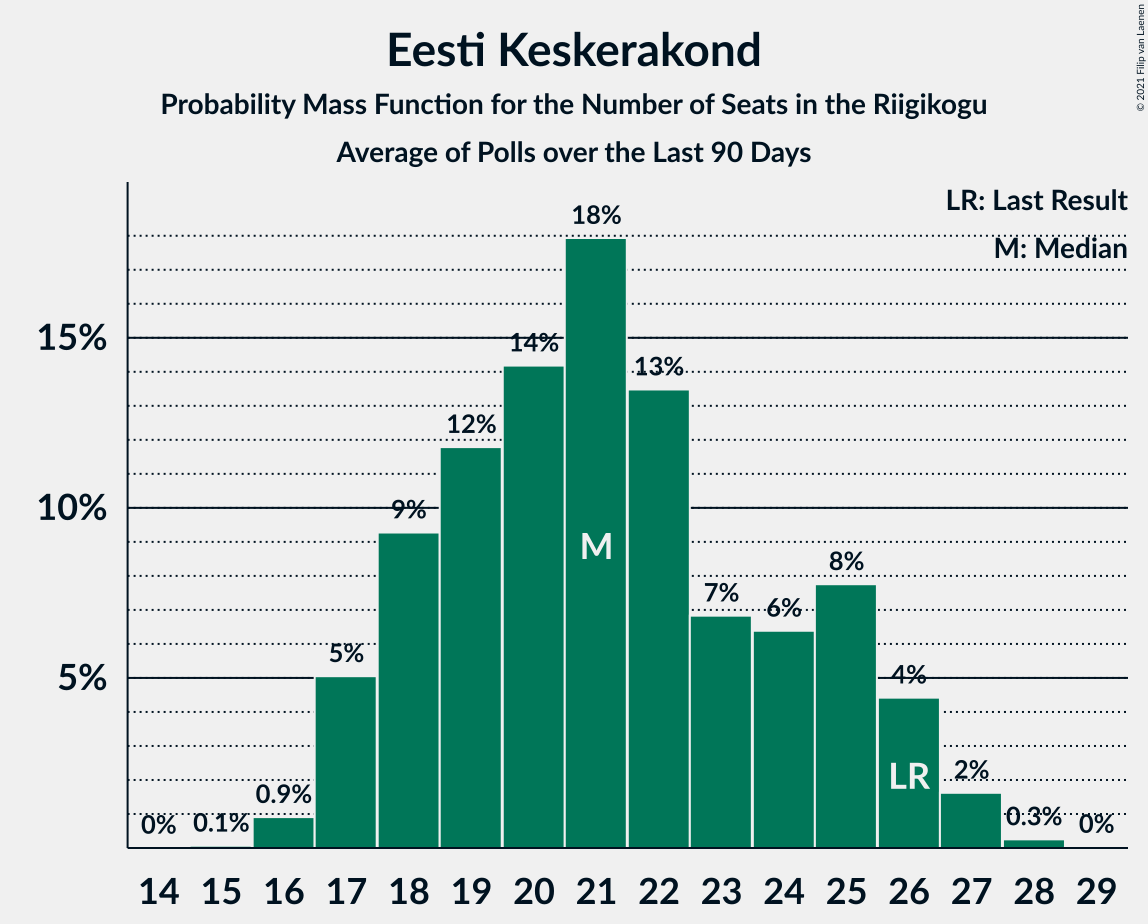 Eesti Keskerakond
Probability Mass Function for the Number of Seats in the Riigikogu
Average of Polls over the Last 90 Days
© 2021 Filip van Laenen
LR: Last Result
M: Median
15%
10%
5%
0%
0.1%
0.9%
5%
9%
12%
14%
18%
13%
7%
6%
8%
4%
2%
0.3%
0%
M
LR
14 15 16 17 18 19 20 21 22 23 24 25 26 27 28 29